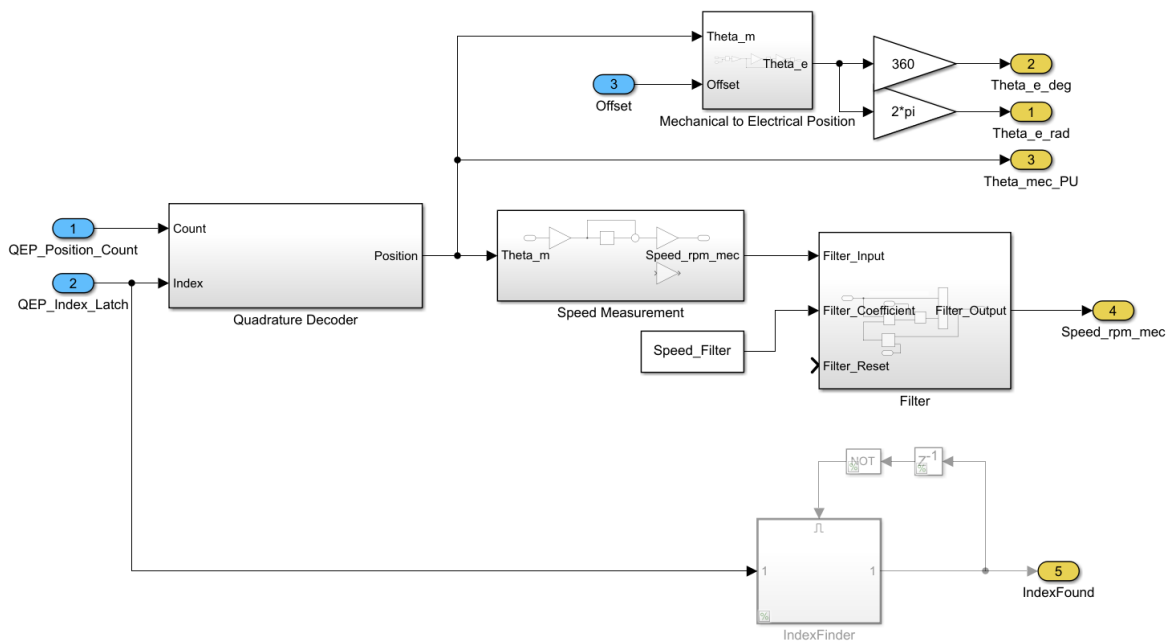 Theta_m
Theta_e
Offset
3
Offset
Mechanical to Electrical Position
360
2
Theta_e_deg
2*pi
1
Theta_e_rad
3
Theta_mec_PU
1
QEP_Position_Count
2
QEP_Index_Latch
Count
Position
Index
Quadrature Decoder
Theta_m
Speed_rpm_mec
Speed Measurement
Speed_Filter
Filter_Input
Filter_Coefficient
Filter_Output
Filter_Reset
Filter
4
Speed_rpm_mec
NOT
Z-1
1
1
IndexFinder
5
IndexFound